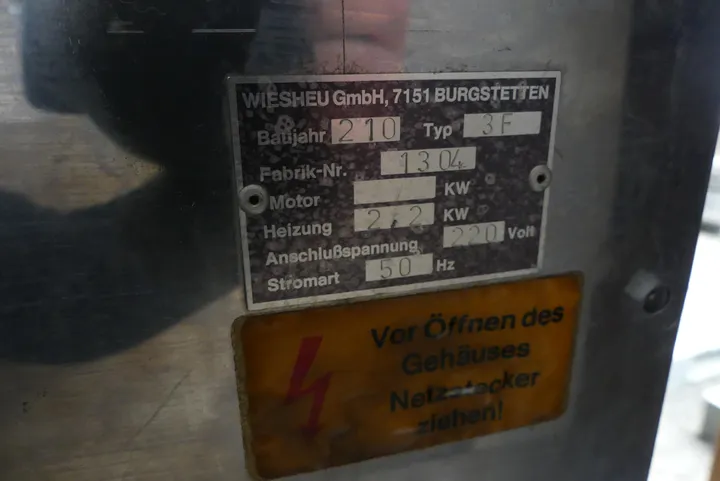 WIESHEU GmbH, 7151 BURGSTETTEN
Baujahr 210 Typ 3F
Fabrik-Nr. 1304
Motor KW
Heizung 2,2 KW
Anschlußspannung 220 Volt
Stromart 50 Hz
Vor Öffnen des
Gehäuses
Netzstecker
ziehen!